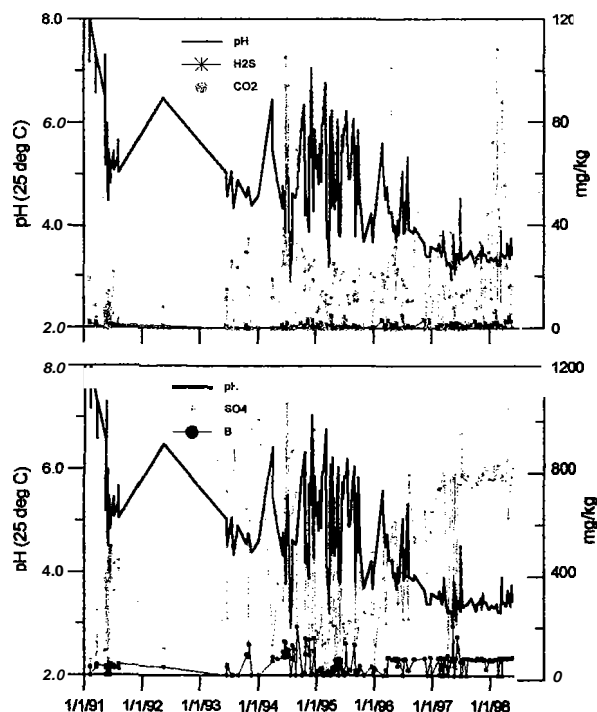 8.0
6.0
4.0
2.0
pH (25 deg C)
pH
H2S
CO2
120
80
40
0
mg/kg
8.0
6.0
4.0
2.0
pH (25 deg C)
pH
SO4
B
1200
800
400
0
mg/kg
1/1/91 1/1/92 1/1/93 1/1/94 1/1/95 1/1/96 1/1/97 1/1/98